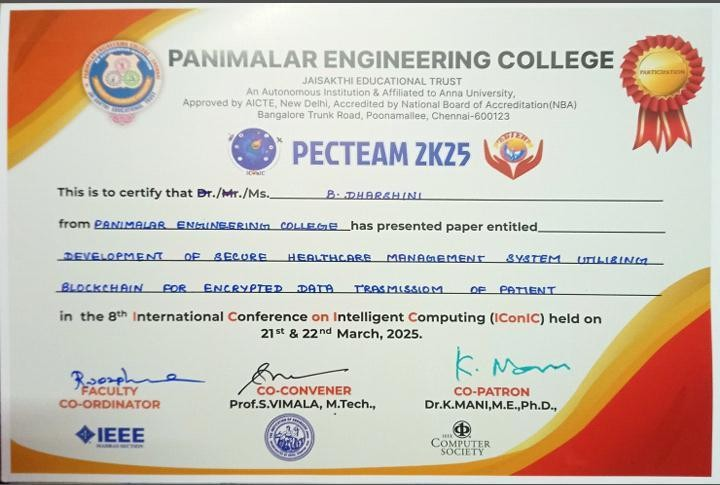 PANIMALAR ENGINEERING COLLEGE
JAISAKTHI EDUCATIONAL TRUST
An Autonomous Institution & Affiliated to Anna University,
Approved by AICTE, New Delhi, Accredited by National Board of Accreditation(NBA)
Bangalore Trunk Road, Poonamallee, Chennai-600123
PARTICIPATION
IConIC
PECTEAM 2K25
This is to certify that Dr./Mr./Ms. B. DHARSHINI
from PANIMALAR ENGINEERING COLLEGE has presented paper entitled
DEVELOPMENT OF SECURE HEALTHCARE MANAGEMENT SYSTEM UTILISING
BLOCKCHAIN FOR ENCRYPTED DATA TRASMISSIOM OF PATIENT
in the 8th International Conference on Intelligent Computing (IConIC) held on
21st & 22nd March, 2025.
K. Mani
FACULTY CO-CONVENER CO-PATRON
CO-ORDINATOR Prof.S.VIMALA, M.Tech., Dr.K.MANI,M.E.,Ph.D.,
IEEE
MADRAS SECTION
IEEE
COMPUTER
SOCIETY